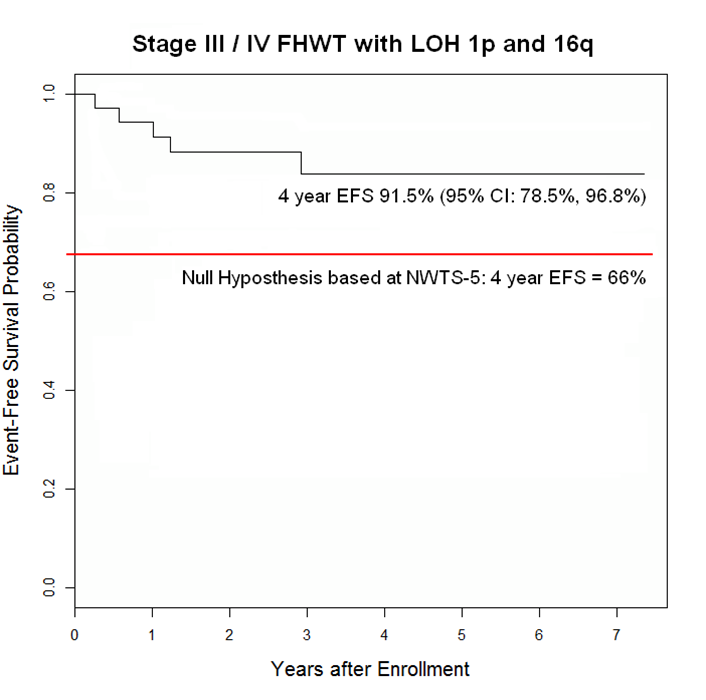 Stage III / IV FHWT with LOH 1p and 16q
Event-Free Survival Probability
1.0
0.8
0.6
0.4
0.2
0.0
4 year EFS 91.5% (95% CI: 78.5%, 96.8%)
Null Hyposthesis based at NWTS-5: 4 year EFS = 66%
0 1 2 3 4 5 6 7
Years after Enrollment